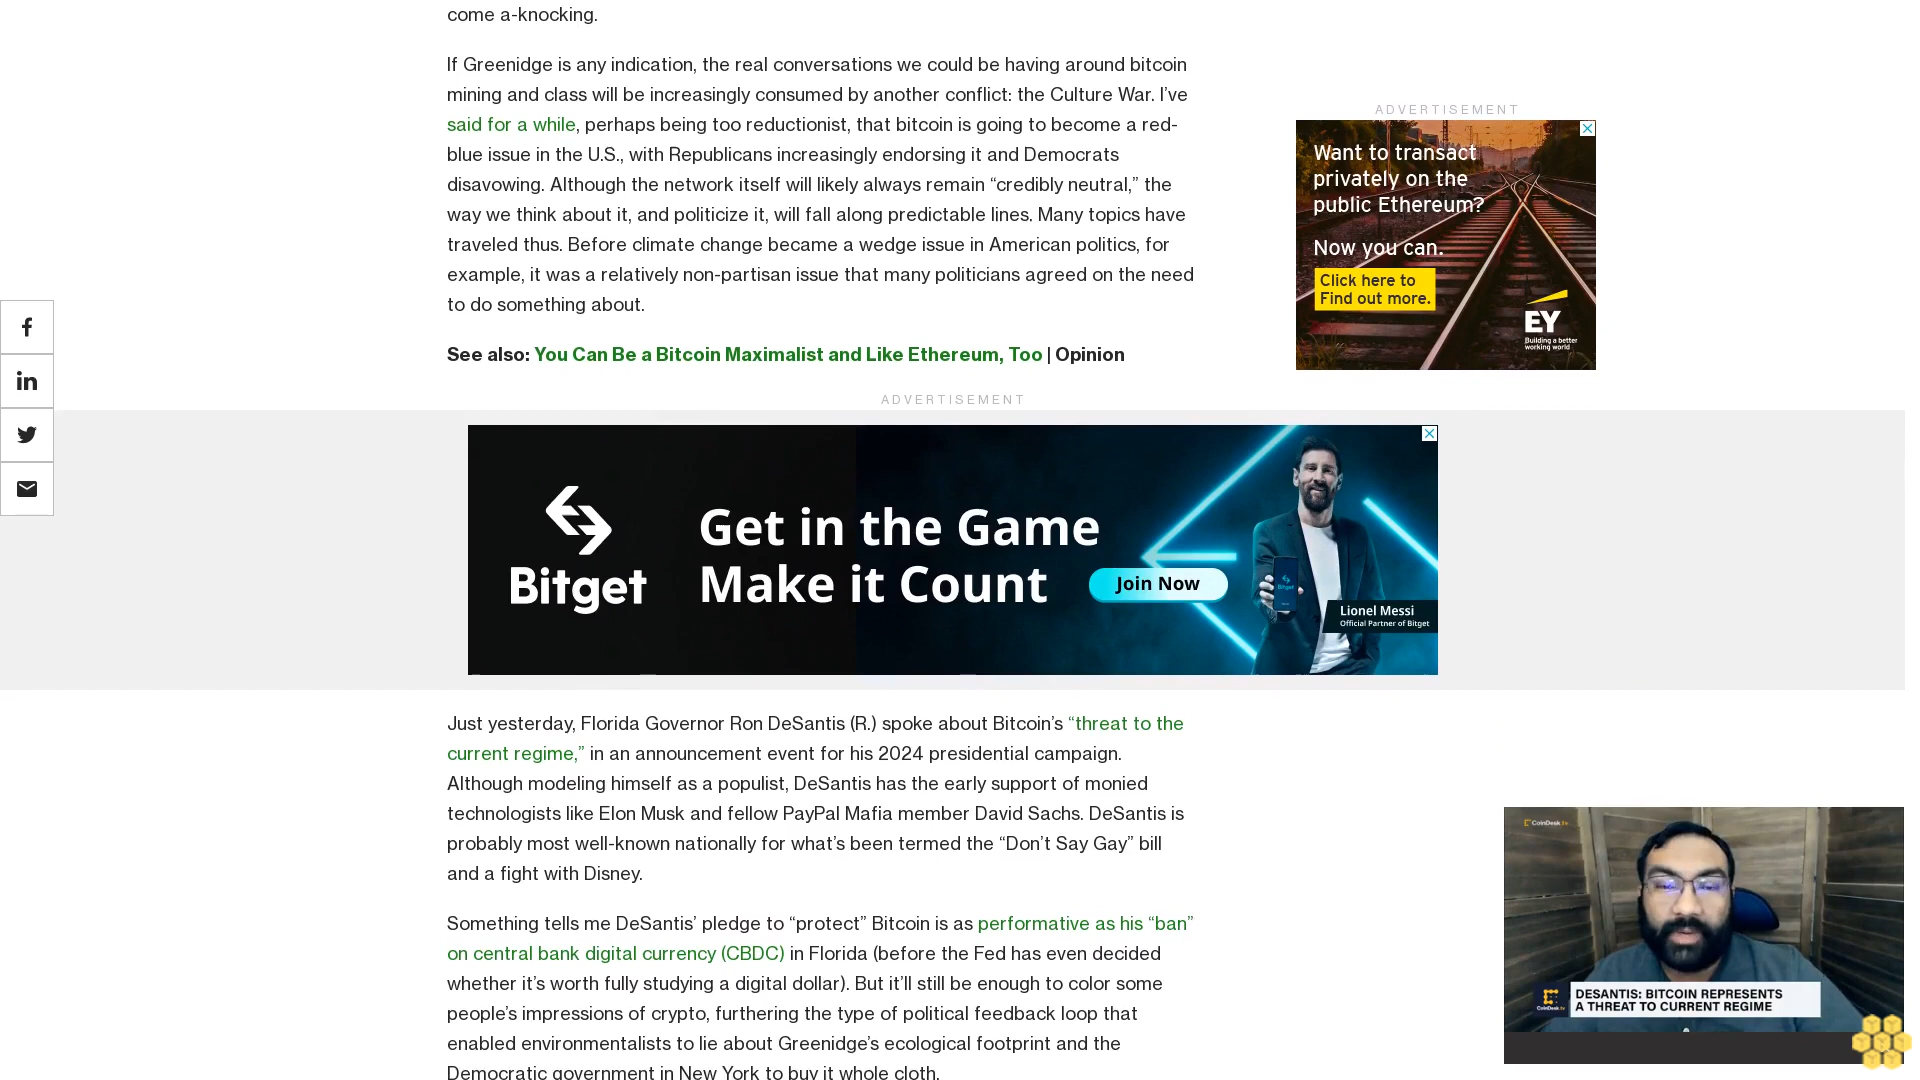 come a-knocking.
If Greenidge is any indication, the real conversations we could be having around bitcoin
mining and class will be increasingly consumed by another conflict: the Culture War. I’ve
said for a while, perhaps being too reductionist, that bitcoin is going to become a red-
blue issue in the U.S., with Republicans increasingly endorsing it and Democrats
disavowing. Although the network itself will likely always remain “credibly neutral,” the
way we think about it, and politicize it, will fall along predictable lines. Many topics have
traveled thus. Before climate change became a wedge issue in American politics, for
example, it was a relatively non-partisan issue that many politicians agreed on the need
to do something about.
See also: You Can Be a Bitcoin Maximalist and Like Ethereum, Too | Opinion
ADVERTISEMENT
Want to transact
privately on the
public Ethereum?
Now you can.
Click here to
Find out more.
EY
Building a better
working world
ADVERTISEMENT
Bitget
Get in the Game
Make it Count
Join Now
Bitget
Lionel Messi
Official Partner of Bitget
Just yesterday, Florida Governor Ron DeSantis (R.) spoke about Bitcoin’s “threat to the
current regime,” in an announcement event for his 2024 presidential campaign.
Although modeling himself as a populist, DeSantis has the early support of monied
technologists like Elon Musk and fellow PayPal Mafia member David Sachs. DeSantis is
probably most well-known nationally for what’s been termed the “Don’t Say Gay” bill
and a fight with Disney.
Something tells me DeSantis’ pledge to “protect” Bitcoin is as performative as his “ban”
on central bank digital currency (CBDC) in Florida (before the Fed has even decided
whether it’s worth fully studying a digital dollar). But it’ll still be enough to color some
people’s impressions of crypto, furthering the type of political feedback loop that
enabled environmentalists to lie about Greenidge’s ecological footprint and the
Democratic government in New York to buy it whole cloth.
CoinDesk.tv
CoinDesk.tv
DESANTIS: BITCOIN REPRESENTS
A THREAT TO CURRENT REGIME